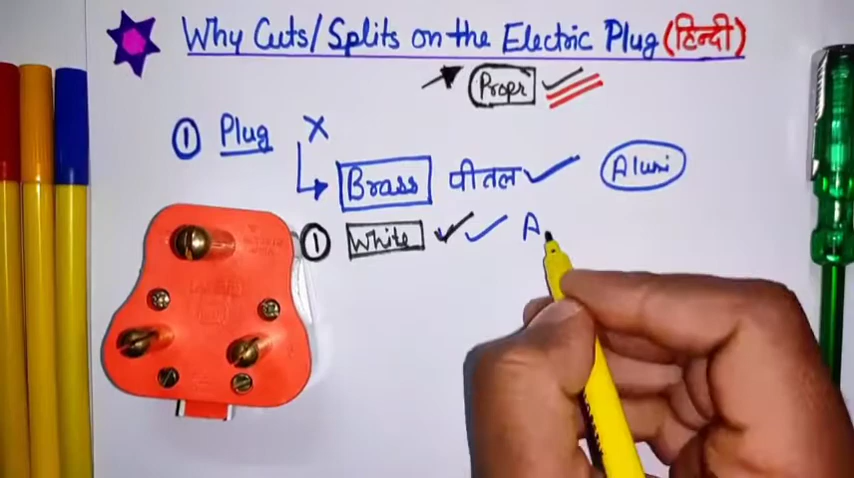 Why Cuts/Splits on the Electric Plug (हिन्दी)
Propr
① Plug X
Brass पीतल Alumi
① White A